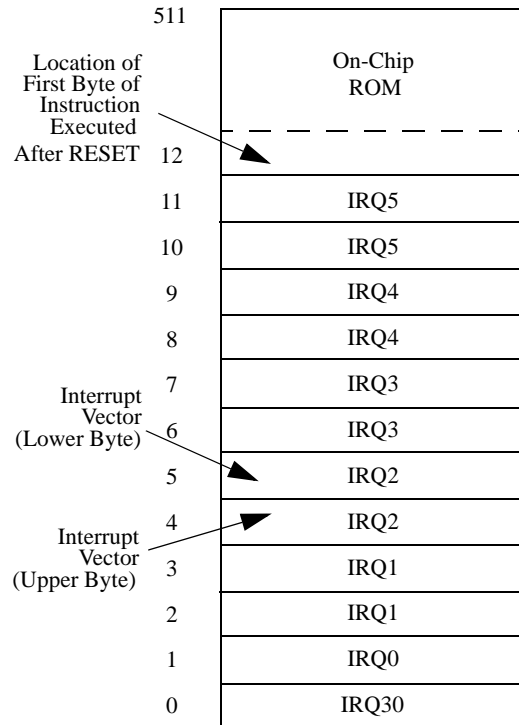 511
On-Chip
ROM
Location of
First Byte of
Instruction
Executed
After RESET
12
11
IRQ5
10
IRQ5
9
IRQ4
8
IRQ4
7
IRQ3
Interrupt
Vector
(Lower Byte)
6
IRQ3
5
IRQ2
4
IRQ2
Interrupt
Vector
(Upper Byte)
3
IRQ1
2
IRQ1
1
IRQ0
0
IRQ30